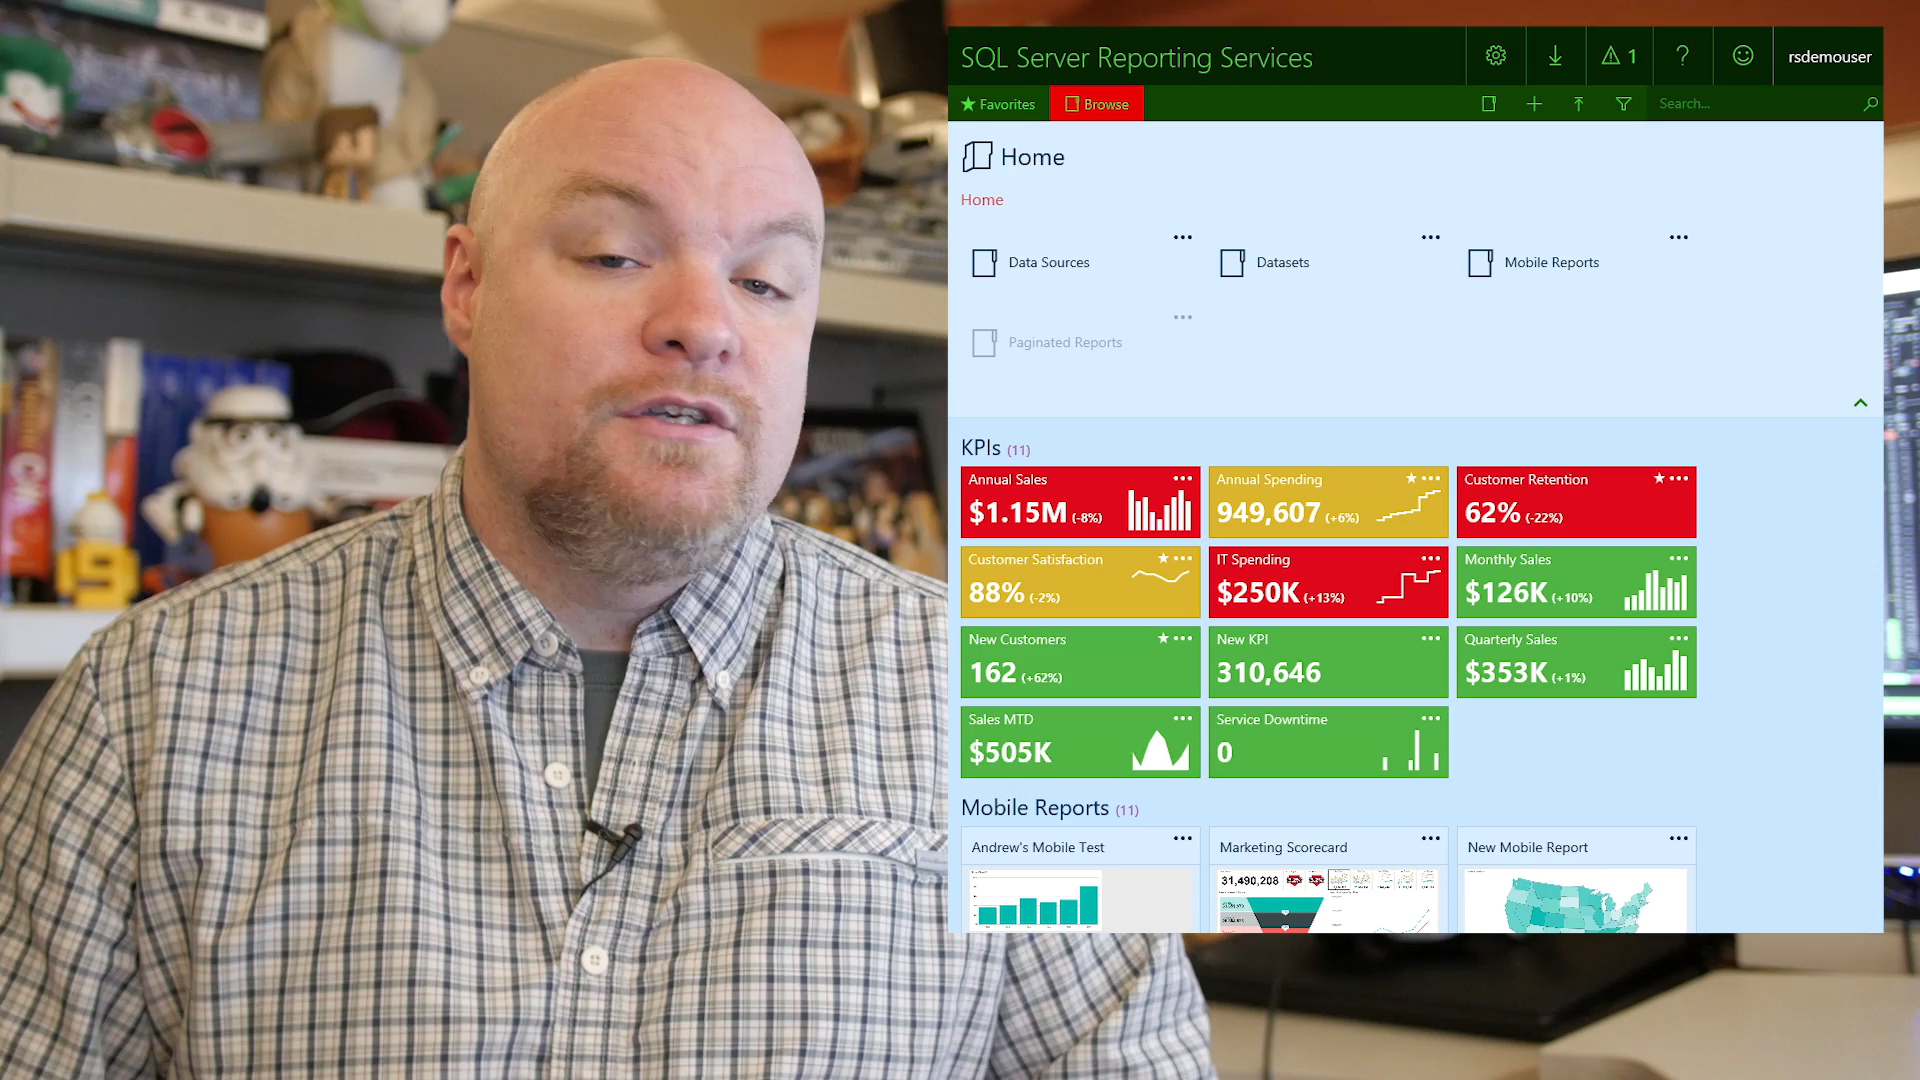 SQL Server Reporting Services
1
?
rsdemouser
Favorites
Browse
Search...
Home
Home
Data Sources
Datasets
Mobile Reports
Paginated Reports
KPIs (11)
Annual Sales
$1.15M (-8%)
Annual Spending
949,607 (+6%)
Customer Retention
62% (-22%)
Customer Satisfaction
88% (-2%)
IT Spending
$250K (+13%)
Monthly Sales
$126K (+10%)
New Customers
162 (+62%)
New KPI
310,646
Quarterly Sales
$353K (+1%)
Sales MTD
$505K
Service Downtime
0
Mobile Reports (11)
Andrew's Mobile Test
Marketing Scorecard
New Mobile Report
31,490,208